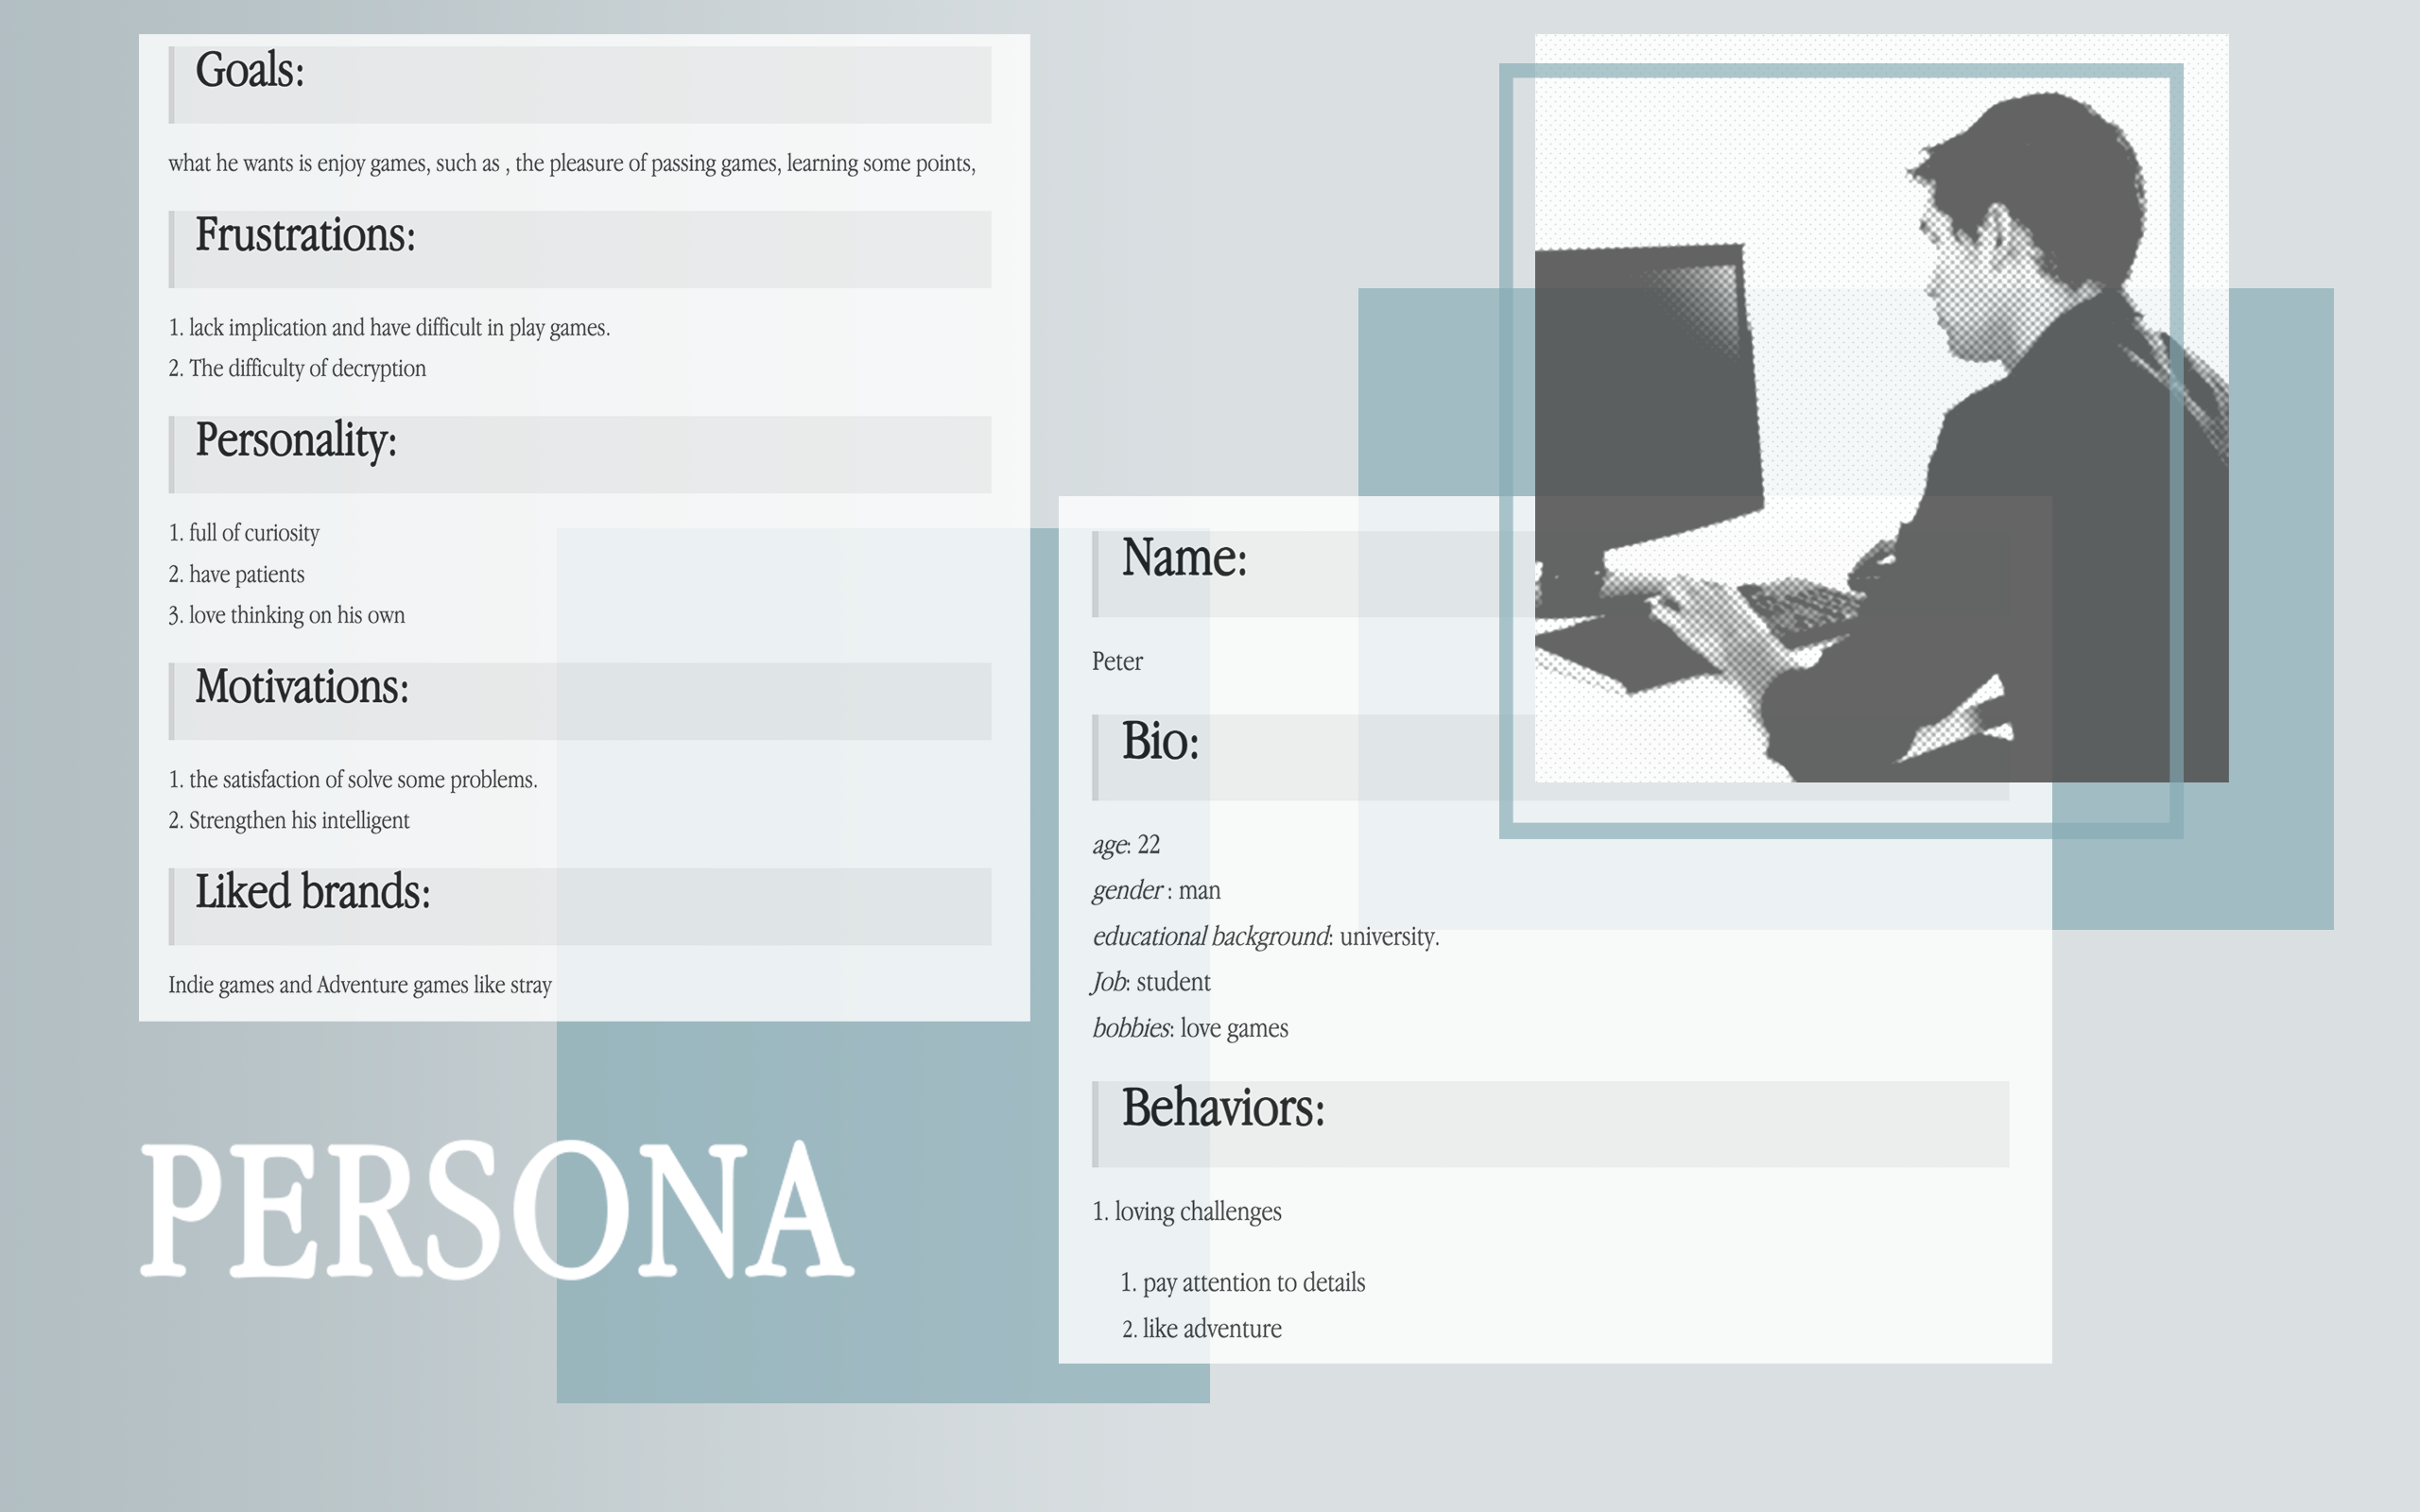 Goals:
what he wants is enjoy games, such as , the pleasure of passing games, learning some points,
Frustrations:
1. lack implication and have difficult in play games.
2. The difficulty of decryption
Personality:
1. full of curiosity
2. have patients
3. love thinking on his own
Motivations:
1. the satisfaction of solve some problems.
2. Strengthen his intelligent
Liked brands:
Indie games and Adventure games like stray
PERSONA
Name:
Peter
Bio:
age: 22
gender : man
educational background: university.
Job: student
bobbies: love games
Behaviors:
1. loving challenges
1. pay attention to details
2. like adventure